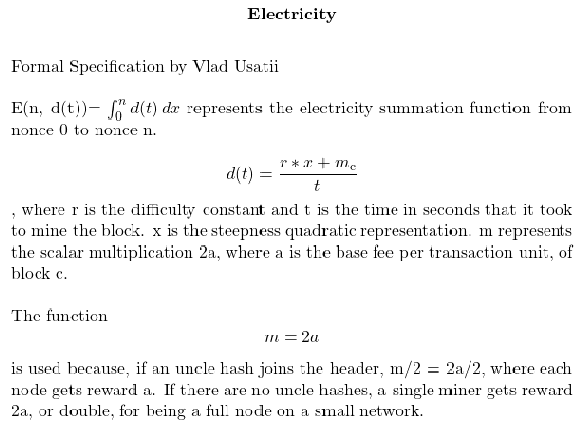 Electricity
Formal Specification by Vlad Usatii
E(n, d(t))= ∫₀ⁿ d(t) dx represents the electricity summation function from
nonce 0 to nonce n.
d(t) = (r * x + m_c) / t
, where r is the difficulty constant and t is the time in seconds that it took
to mine the block. x is the steepness quadratic representation. m represents
the scalar multiplication 2a, where a is the base fee per transaction unit, of
block c.
The function
m = 2a
is used because, if an uncle hash joins the header, m/2 = 2a/2, where each
node gets reward a. If there are no uncle hashes, a single miner gets reward
2a, or double, for being a full node on a small network.